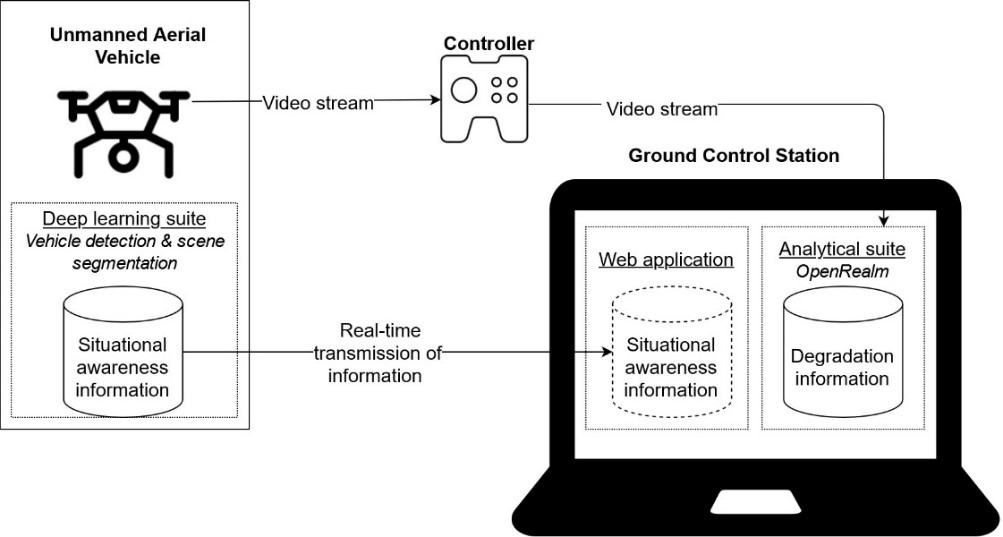 Unmanned Aerial
Vehicle
Controller
Video stream
Video stream
Ground Control Station
Deep learning suite
Vehicle detection & scene
segmentation
Situational
awareness
information
Real-time
transmission of
information
Web application
Situational
awareness
information
Analytical suite
OpenRealm
Degradation
information